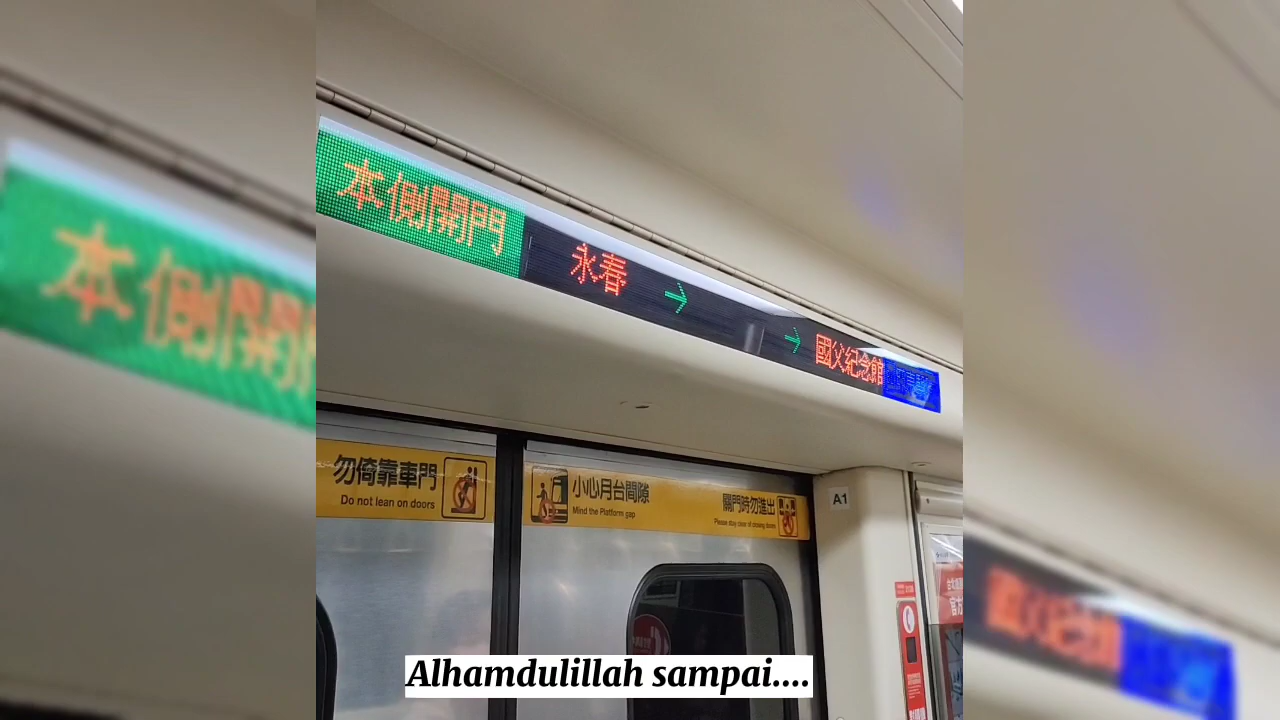 本側開門
永春 → → 國父紀念館
勿倚靠車門
Do not lean on doors
小心月台間隙
Mind the Platform gap
關門時勿進出
Please stay clear of closing doors
A1
Alhamdulillah sampai....